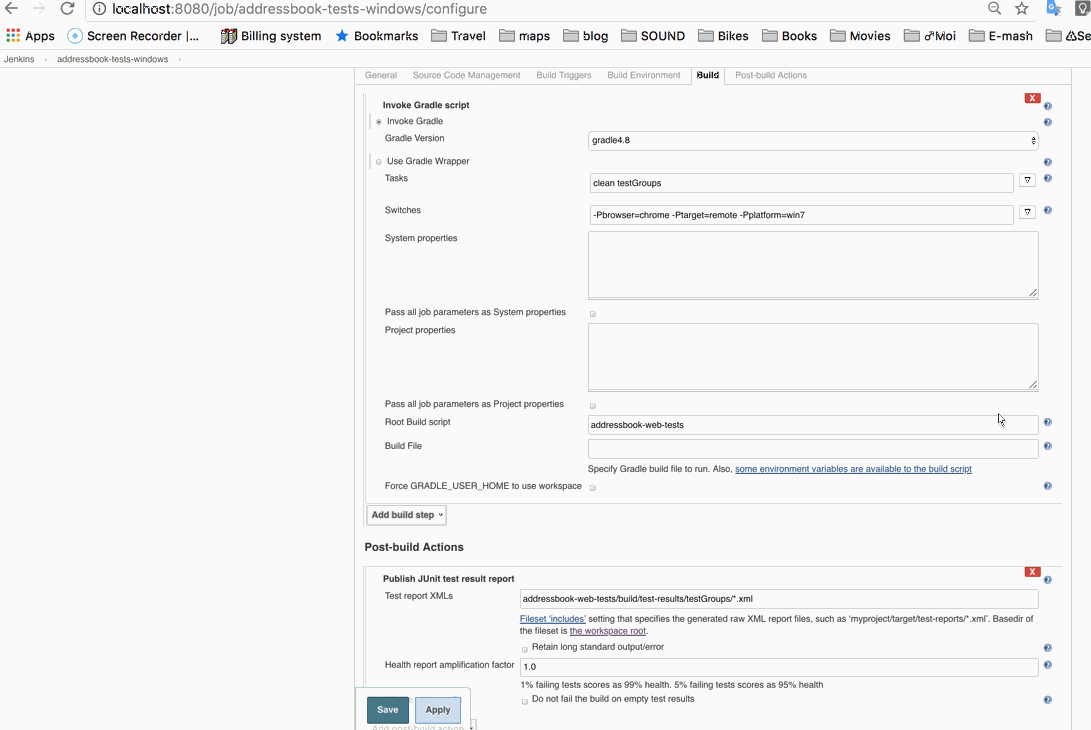 localhost:8080/job/addressbook-tests-windows/configure
Apps Screen Recorder |... Billing system Bookmarks Travel maps blog SOUND Bikes Books Movies ♂Moi E-mash
Jenkins addressbook-tests-windows
General Source Code Management Build Triggers Build Environment Build Post-build Actions
Invoke Gradle script X
Invoke Gradle
Gradle Version gradle4.8
Use Gradle Wrapper
Tasks clean testGroups
Switches -Pbrowser=chrome -Ptarget=remote -Pplatform=win7
System properties
Pass all job parameters as System properties
Project properties
Pass all job parameters as Project properties
Root Build script addressbook-web-tests
Build File
Specify Gradle build file to run. Also, some environment variables are available to the build script
Force GRADLE_USER_HOME to use workspace
Add build step
Post-build Actions
Publish JUnit test result report X
Test report XMLs addressbook-web-tests/build/test-results/testGroups/*.xml
Fileset 'includes' setting that specifies the generated raw XML report files, such as 'myproject/target/test-reports/*.xml'. Basedir of
the fileset is the workspace root.
Retain long standard output/error
Health report amplification factor 1.0
1% failing tests scores as 99% health. 5% failing tests scores as 95% health
Do not fail the build on empty test results
Save Apply
Add post-build action